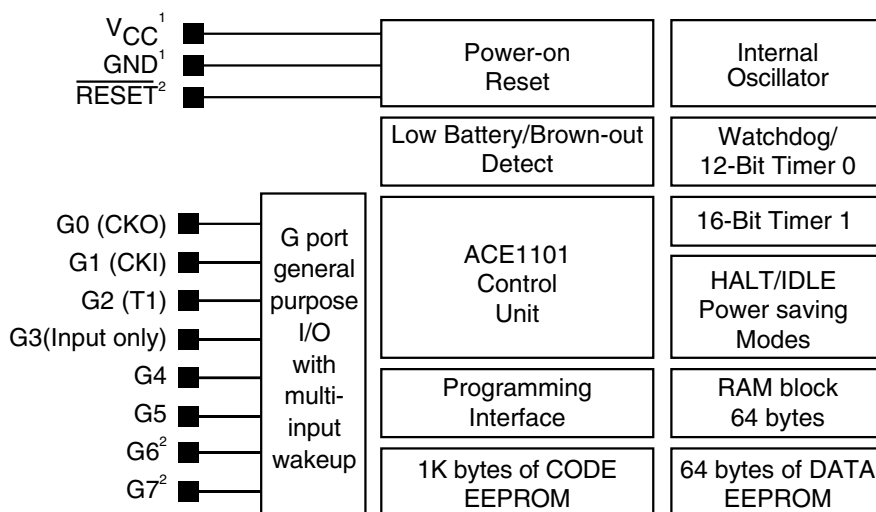 VCC1
GND1
RESET2
Power-on
Reset
Internal
Oscillator
Low Battery/Brown-out
Detect
Watchdog/
12-Bit Timer 0
G0 (CKO)
G1 (CKI)
G2 (T1)
G3(Input only)
G4
G5
G62
G72
G port
general
purpose
I/O
with
multi-
input
wakeup
ACE1101
Control
Unit
16-Bit Timer 1
HALT/IDLE
Power saving
Modes
Programming
Interface
RAM block
64 bytes
1K bytes of CODE
EEPROM
64 bytes of DATA
EEPROM